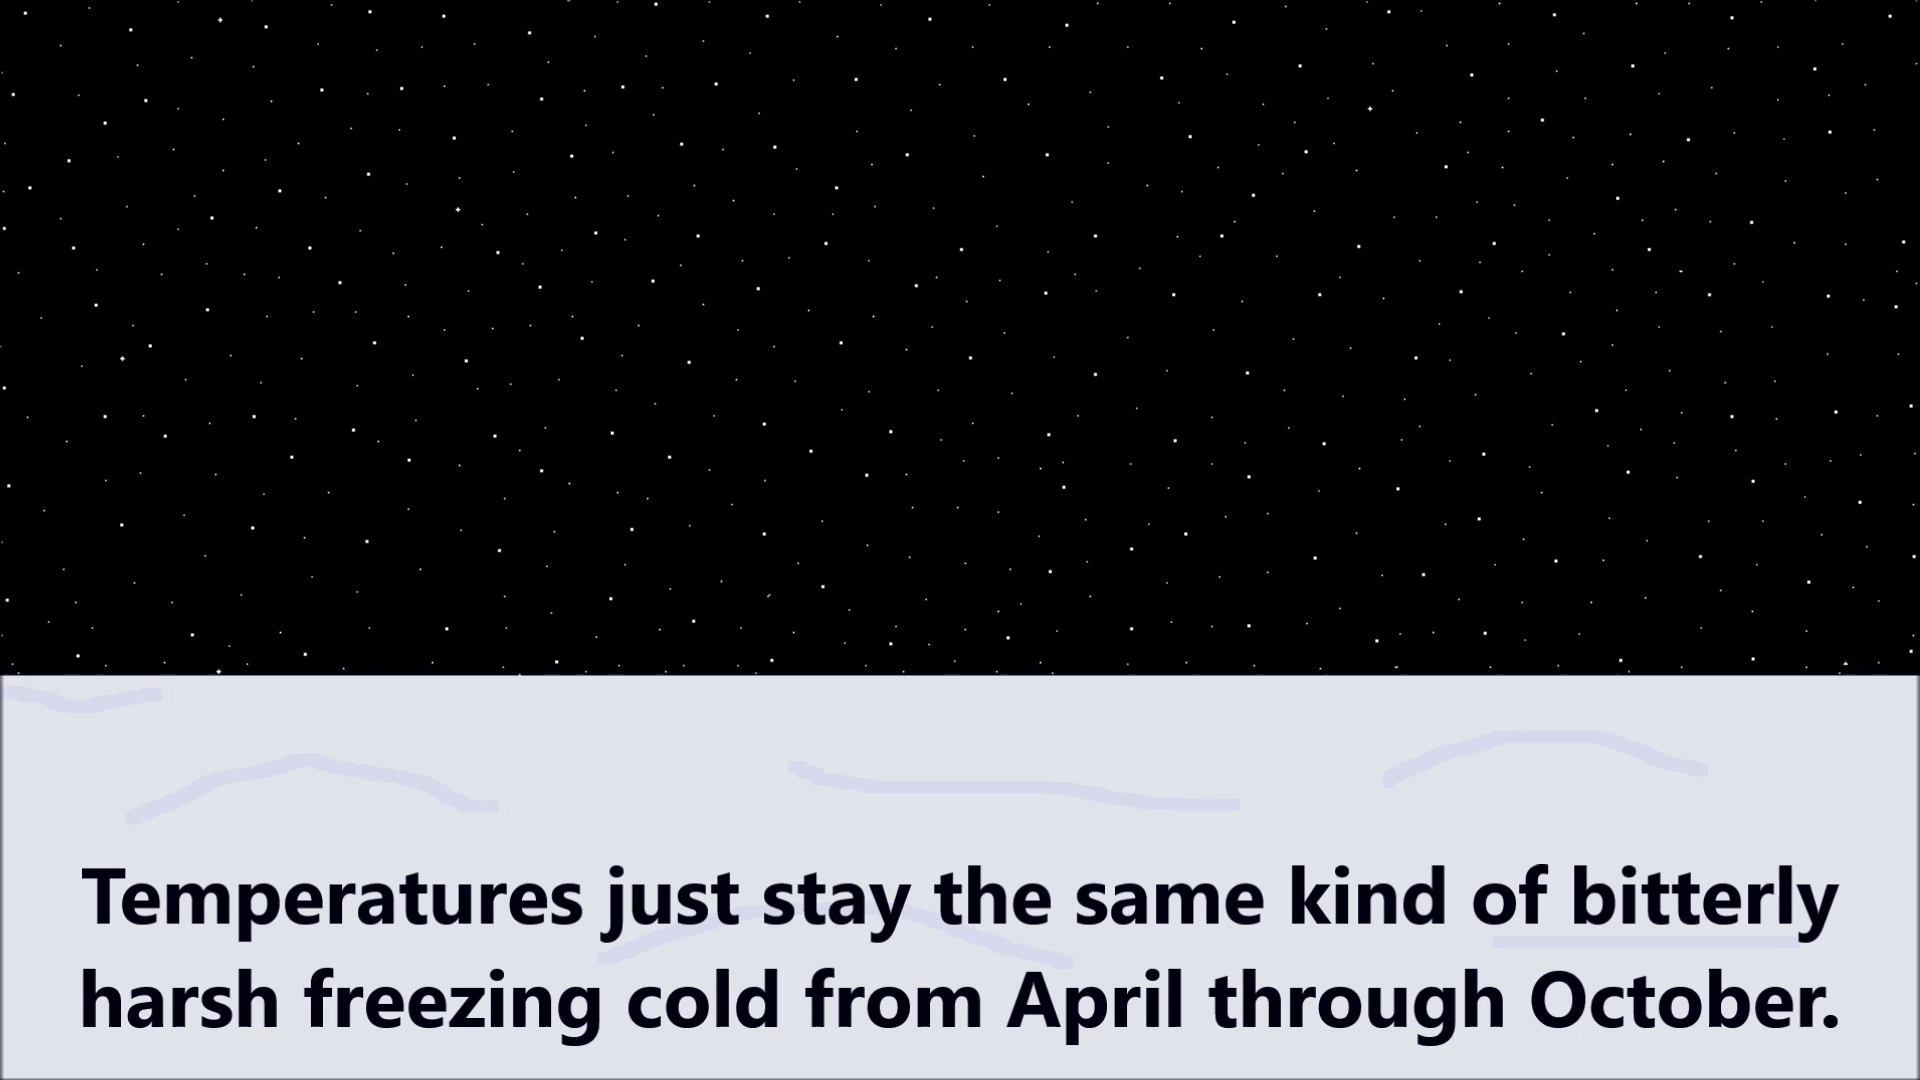 Temperatures just stay the same kind of bitterly
harsh freezing cold from April through October.